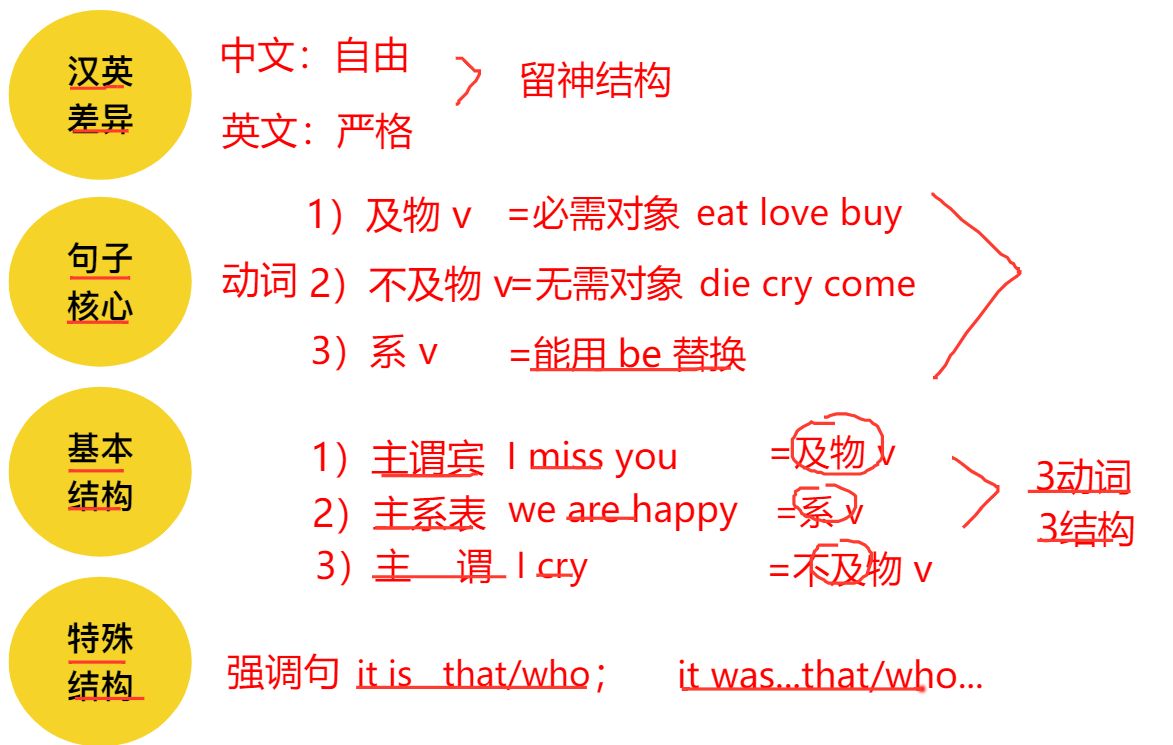 汉英
差异
中文：自由
英文：严格
留神结构
句子
核心
动词
1）及物 v =必需对象 eat love buy
2）不及物 v=无需对象 die cry come
3）系 v =能用 be 替换
基本
结构
1）主谓宾 I miss you =及物 v
2）主系表 we are happy =系 v
3）主 谓 I cry =不及物 v
3动词
3结构
特殊
结构
强调句 it is that/who； it was...that/who...